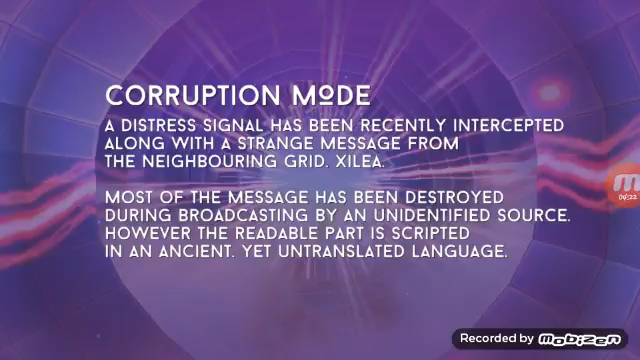 CORRUPTION MODE
A DISTRESS SIGNAL HAS BEEN RECENTLY INTERCEPTED
ALONG WITH A STRANGE MESSAGE FROM
THE NEIGHBOURING GRID. XILEA.
MOST OF THE MESSAGE HAS BEEN DESTROYED
DURING BROADCASTING BY AN UNIDENTIFIED SOURCE.
HOWEVER THE READABLE PART IS SCRIPTED
IN AN ANCIENT. YET UNTRANSLATED LANGUAGE.
M
04:22
Recorded by mobizen